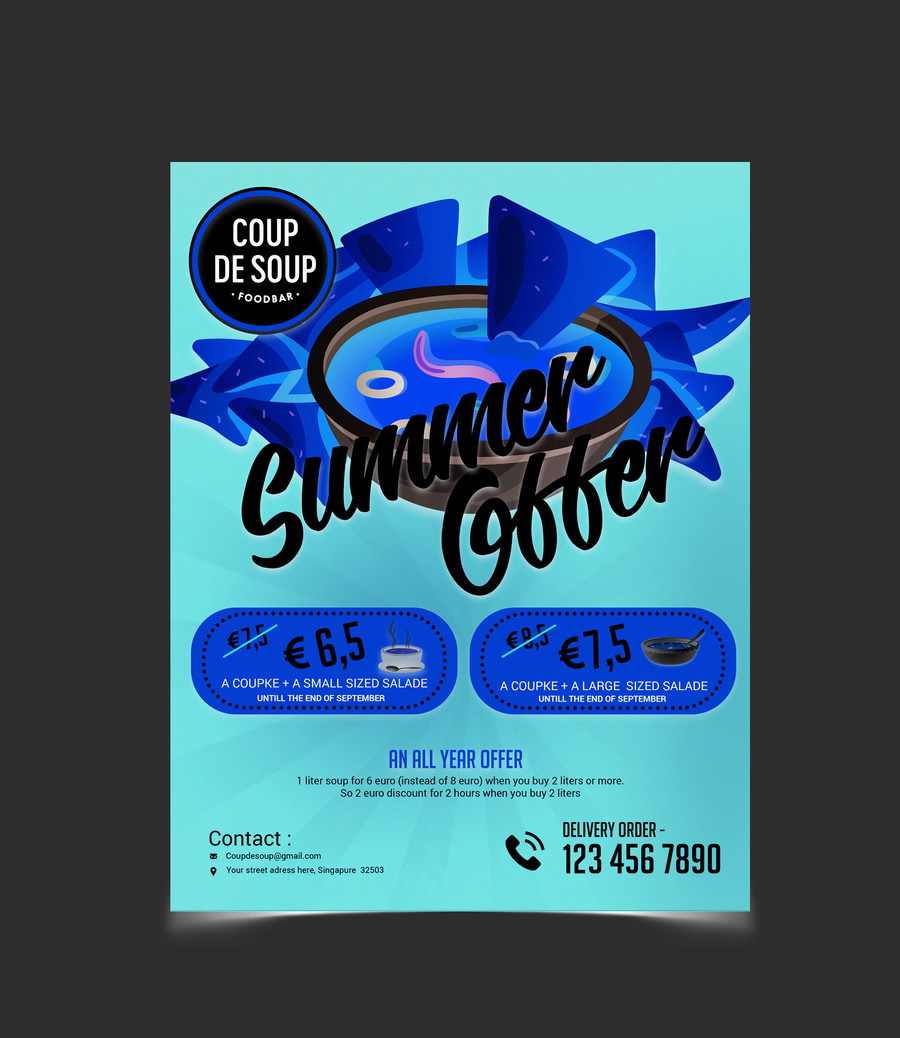 COUP
DE SOUP
· FOODBAR ·
Summer
Offer
€7,5 € 6,5
A COUPKE + A SMALL SIZED SALADE
UNTILL THE END OF SEPTEMBER
€8,5 €7,5
A COUPKE + A LARGE SIZED SALADE
UNTILL THE END OF SEPTEMBER
AN ALL YEAR OFFER
1 liter soup for 6 euro (instead of 8 euro) when you buy 2 liters or more.
So 2 euro discount for 2 hours when you buy 2 liters
Contact :
Coupdesoup@gmail.com
Your street adress here, Singapure 32503
DELIVERY ORDER -
123 456 7890